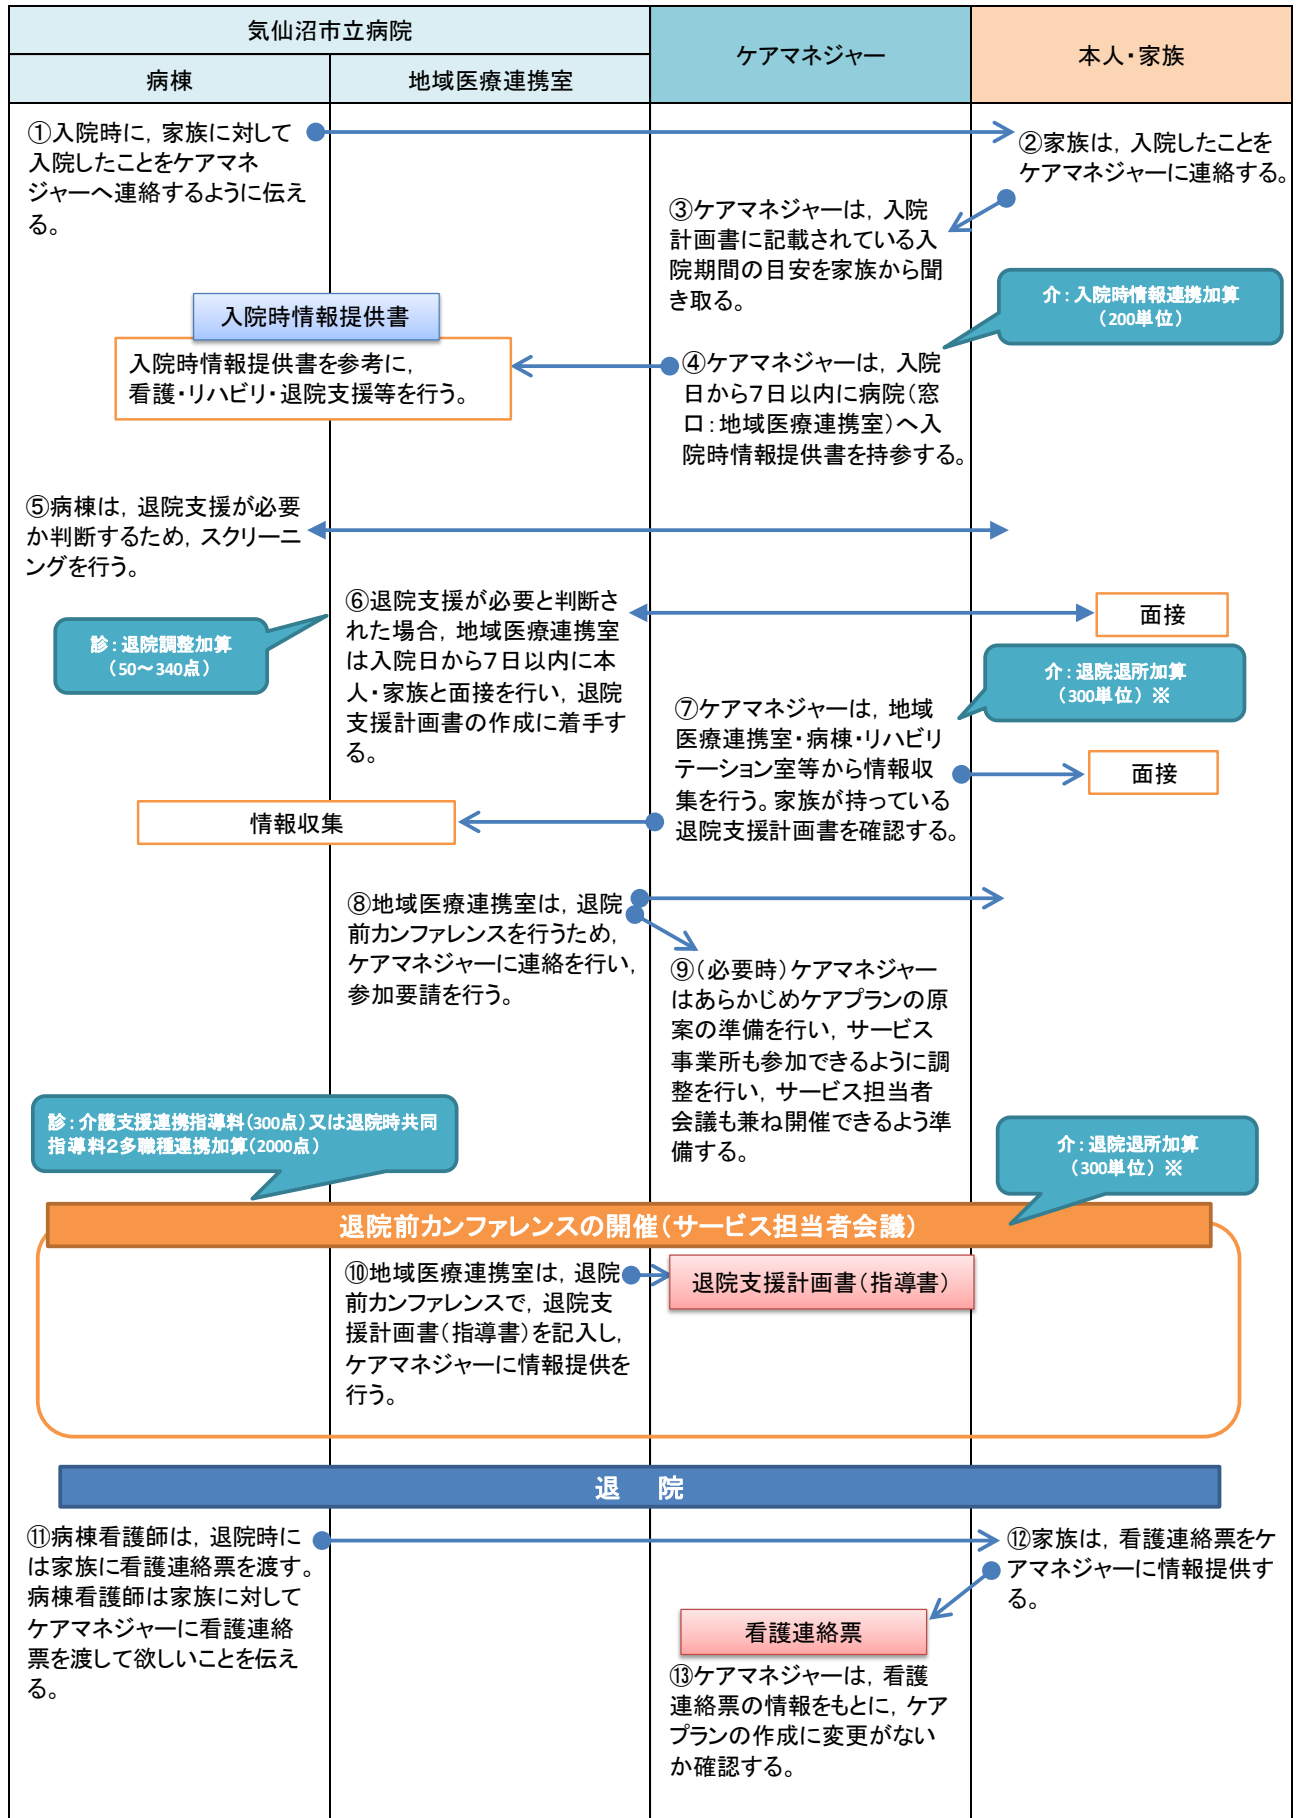 気仙沼市立病院
ケアマネジャー
本人・家族
病棟
地域医療連携室
①入院時に，家族に対して
入院したことをケアマネ
ジャーへ連絡するように伝え
る。
②家族は，入院したことを
ケアマネジャーに連絡する。
③ケアマネジャーは，入院
計画書に記載されている入
院期間の目安を家族から聞
き取る。
介：入院時情報連携加算
（200単位）
入院時情報提供書
入院時情報提供書を参考に，
看護・リハビリ・退院支援等を行う。
④ケアマネジャーは，入院
日から７日以内に病院（窓
口：地域医療連携室）へ入
院時情報提供書を持参する。
⑤病棟は，退院支援が必要
か判断するため，スクリーニ
ングを行う。
⑥退院支援が必要と判断さ
れた場合，地域医療連携室
は入院日から７日以内に本
人・家族と面接を行い，退院
支援計画書の作成に着手す
る。
面接
診：退院調整加算
（50～340点）
介：退院退所加算
（300単位）※
⑦ケアマネジャーは，地域
医療連携室・病棟・リハビリ
テーション室等から情報収
集を行う。家族が持っている
退院支援計画書を確認する。
面接
情報収集
⑧地域医療連携室は，退院
前カンファレンスを行うため，
ケアマネジャーに連絡を行い，
参加要請を行う。
⑨（必要時）ケアマネジャー
はあらかじめケアプランの原
案の準備を行い，サービス
事業所も参加できるように調
整を行い，サービス担当者
会議も兼ね開催できるよう準
備する。
診：介護支援連携指導料（300点）又は退院時共同
指導料２多職種連携加算（2000点）
介：退院退所加算
（300単位）※
退院前カンファレンスの開催（サービス担当者会議）
⑩地域医療連携室は，退院
前カンファレンスで，退院支
援計画書（指導書）を記入し，
ケアマネジャーに情報提供を
行う。
退院支援計画書（指導書）
退　院
⑪病棟看護師は，退院時に
は家族に看護連絡票を渡す。
病棟看護師は家族に対して
ケアマネジャーに看護連絡
票を渡して欲しいことを伝え
る。
⑫家族は，看護連絡票をケ
アマネジャーに情報提供す
る。
看護連絡票
⑬ケアマネジャーは，看護
連絡票の情報をもとに，ケア
プランの作成に変更がない
か確認する。